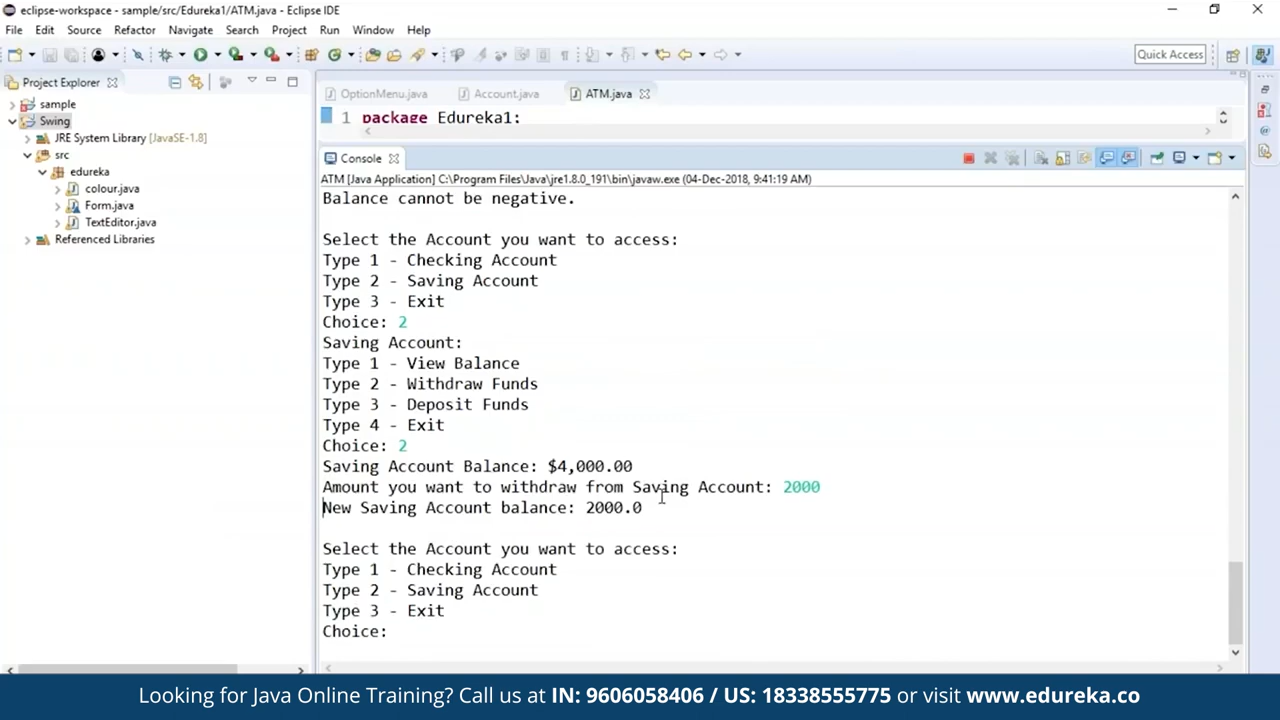 eclipse-workspace - sample/src/Edureka1/ATM.java - Eclipse IDE
File Edit Source Refactor Navigate Search Project Run Window Help
Quick Access
Project Explorer
sample
Swing
JRE System Library [JavaSE-1.8]
src
edureka
colour.java
Form.java
TextEditor.java
Referenced Libraries
OptionMenu.java Account.java ATM.java
1 package Edureka1;
Console
ATM [Java Application] C:\Program Files\Java\jre1.8.0_191\bin\javaw.exe (04-Dec-2018, 9:41:19 AM)
Balance cannot be negative.
Select the Account you want to access:
Type 1 - Checking Account
Type 2 - Saving Account
Type 3 - Exit
Choice: 2
Saving Account:
Type 1 - View Balance
Type 2 - Withdraw Funds
Type 3 - Deposit Funds
Type 4 - Exit
Choice: 2
Saving Account Balance: $4,000.00
Amount you want to withdraw from Saving Account: 2000
New Saving Account balance: 2000.0
Select the Account you want to access:
Type 1 - Checking Account
Type 2 - Saving Account
Type 3 - Exit
Choice:
Looking for Java Online Training? Call us at IN: 9606058406 / US: 18338555775 or visit www.edureka.co